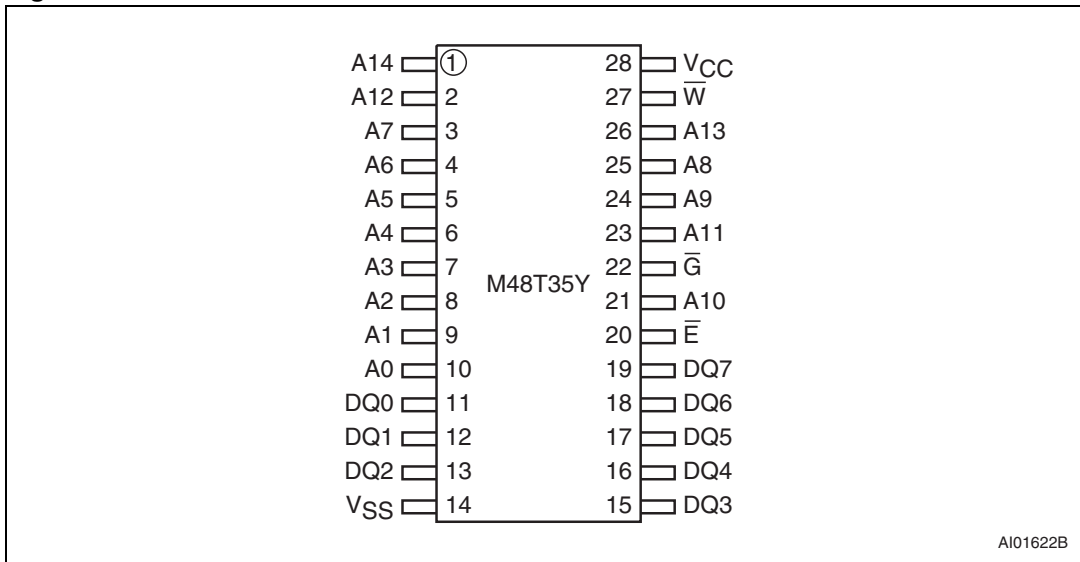 A14 1 28 VCC
A12 2 27 W̅
A7 3 26 A13
A6 4 25 A8
A5 5 24 A9
A4 6 23 A11
A3 7 22 G̅
M48T35Y
A2 8 21 A10
A1 9 20 E̅
A0 10 19 DQ7
DQ0 11 18 DQ6
DQ1 12 17 DQ5
DQ2 13 16 DQ4
VSS 14 15 DQ3
AI01622B